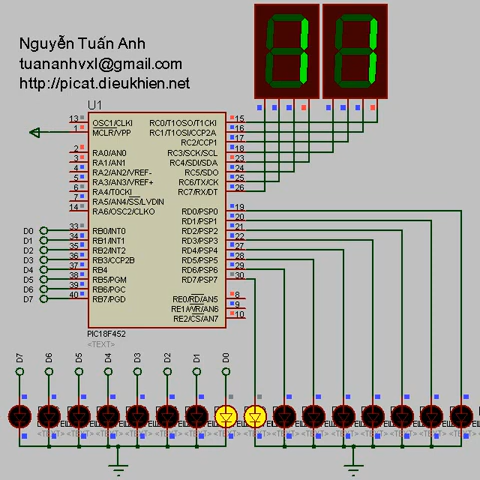 Nguyễn Tuấn Anh
tuananhvxl@gmail.com
http://picat.dieukhien.net
U1
13 OSC1/CLKI RC0/T1OSO/T1CKI 15
1 MCLR/VPP RC1/T1OSI/CCP2A 16
RC2/CCP1 17
2 RA0/AN0 RC3/SCK/SCL 18
3 RA1/AN1 RC4/SDI/SDA 23
4 RA2/AN2/VREF- RC5/SDO 24
5 RA3/AN3/VREF+ RC6/TX/CK 25
6 RA4/T0CKI RC7/RX/DT 26
7 RA5/AN4/SS/LVDIN
14 RA6/OSC2/CLKO RD0/PSP0 19
RD1/PSP1 20
D0 33 RB0/INT0 RD2/PSP2 21
D1 34 RB1/INT1 RD3/PSP3 22
D2 35 RB2/INT2 RD4/PSP4 27
D3 36 RB3/CCP2B RD5/PSP5 28
D4 37 RB4 RD6/PSP6 29
D5 38 RB5/PGM RD7/PSP7 30
D6 39 RB6/PGC
D7 40 RB7/PGD RE0/RD/AN5 8
RE1/WR/AN6 9
RE2/CS/AN7 10
PIC18F452
<TEXT>
D7 D6 D5 D4 D3 D2 D1 D0